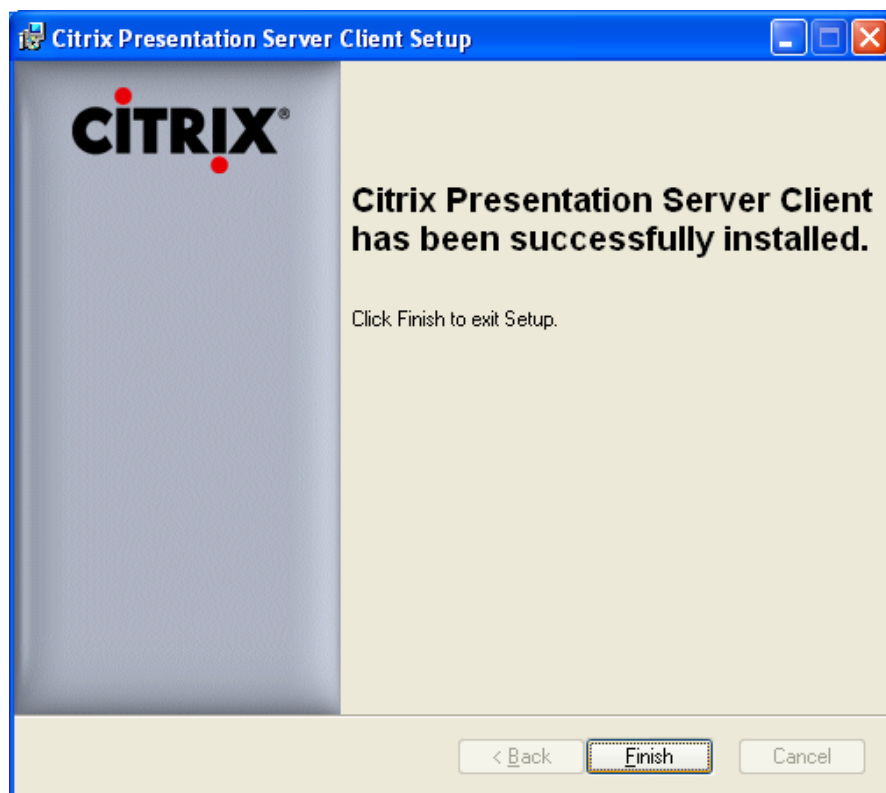 Citrix Presentation Server Client Setup
CITRIX®
Citrix Presentation Server Client
has been successfully installed.
Click Finish to exit Setup.
< Back Finish Cancel